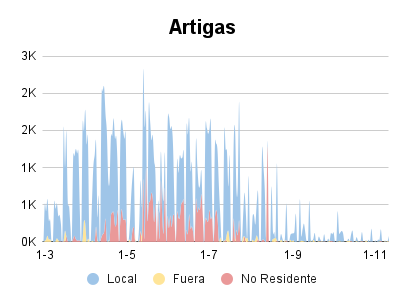 Artigas
3K
2K
2K
1K
1K
0K
1-3 1-5 1-7 1-9 1-11
Local Fuera No Residente